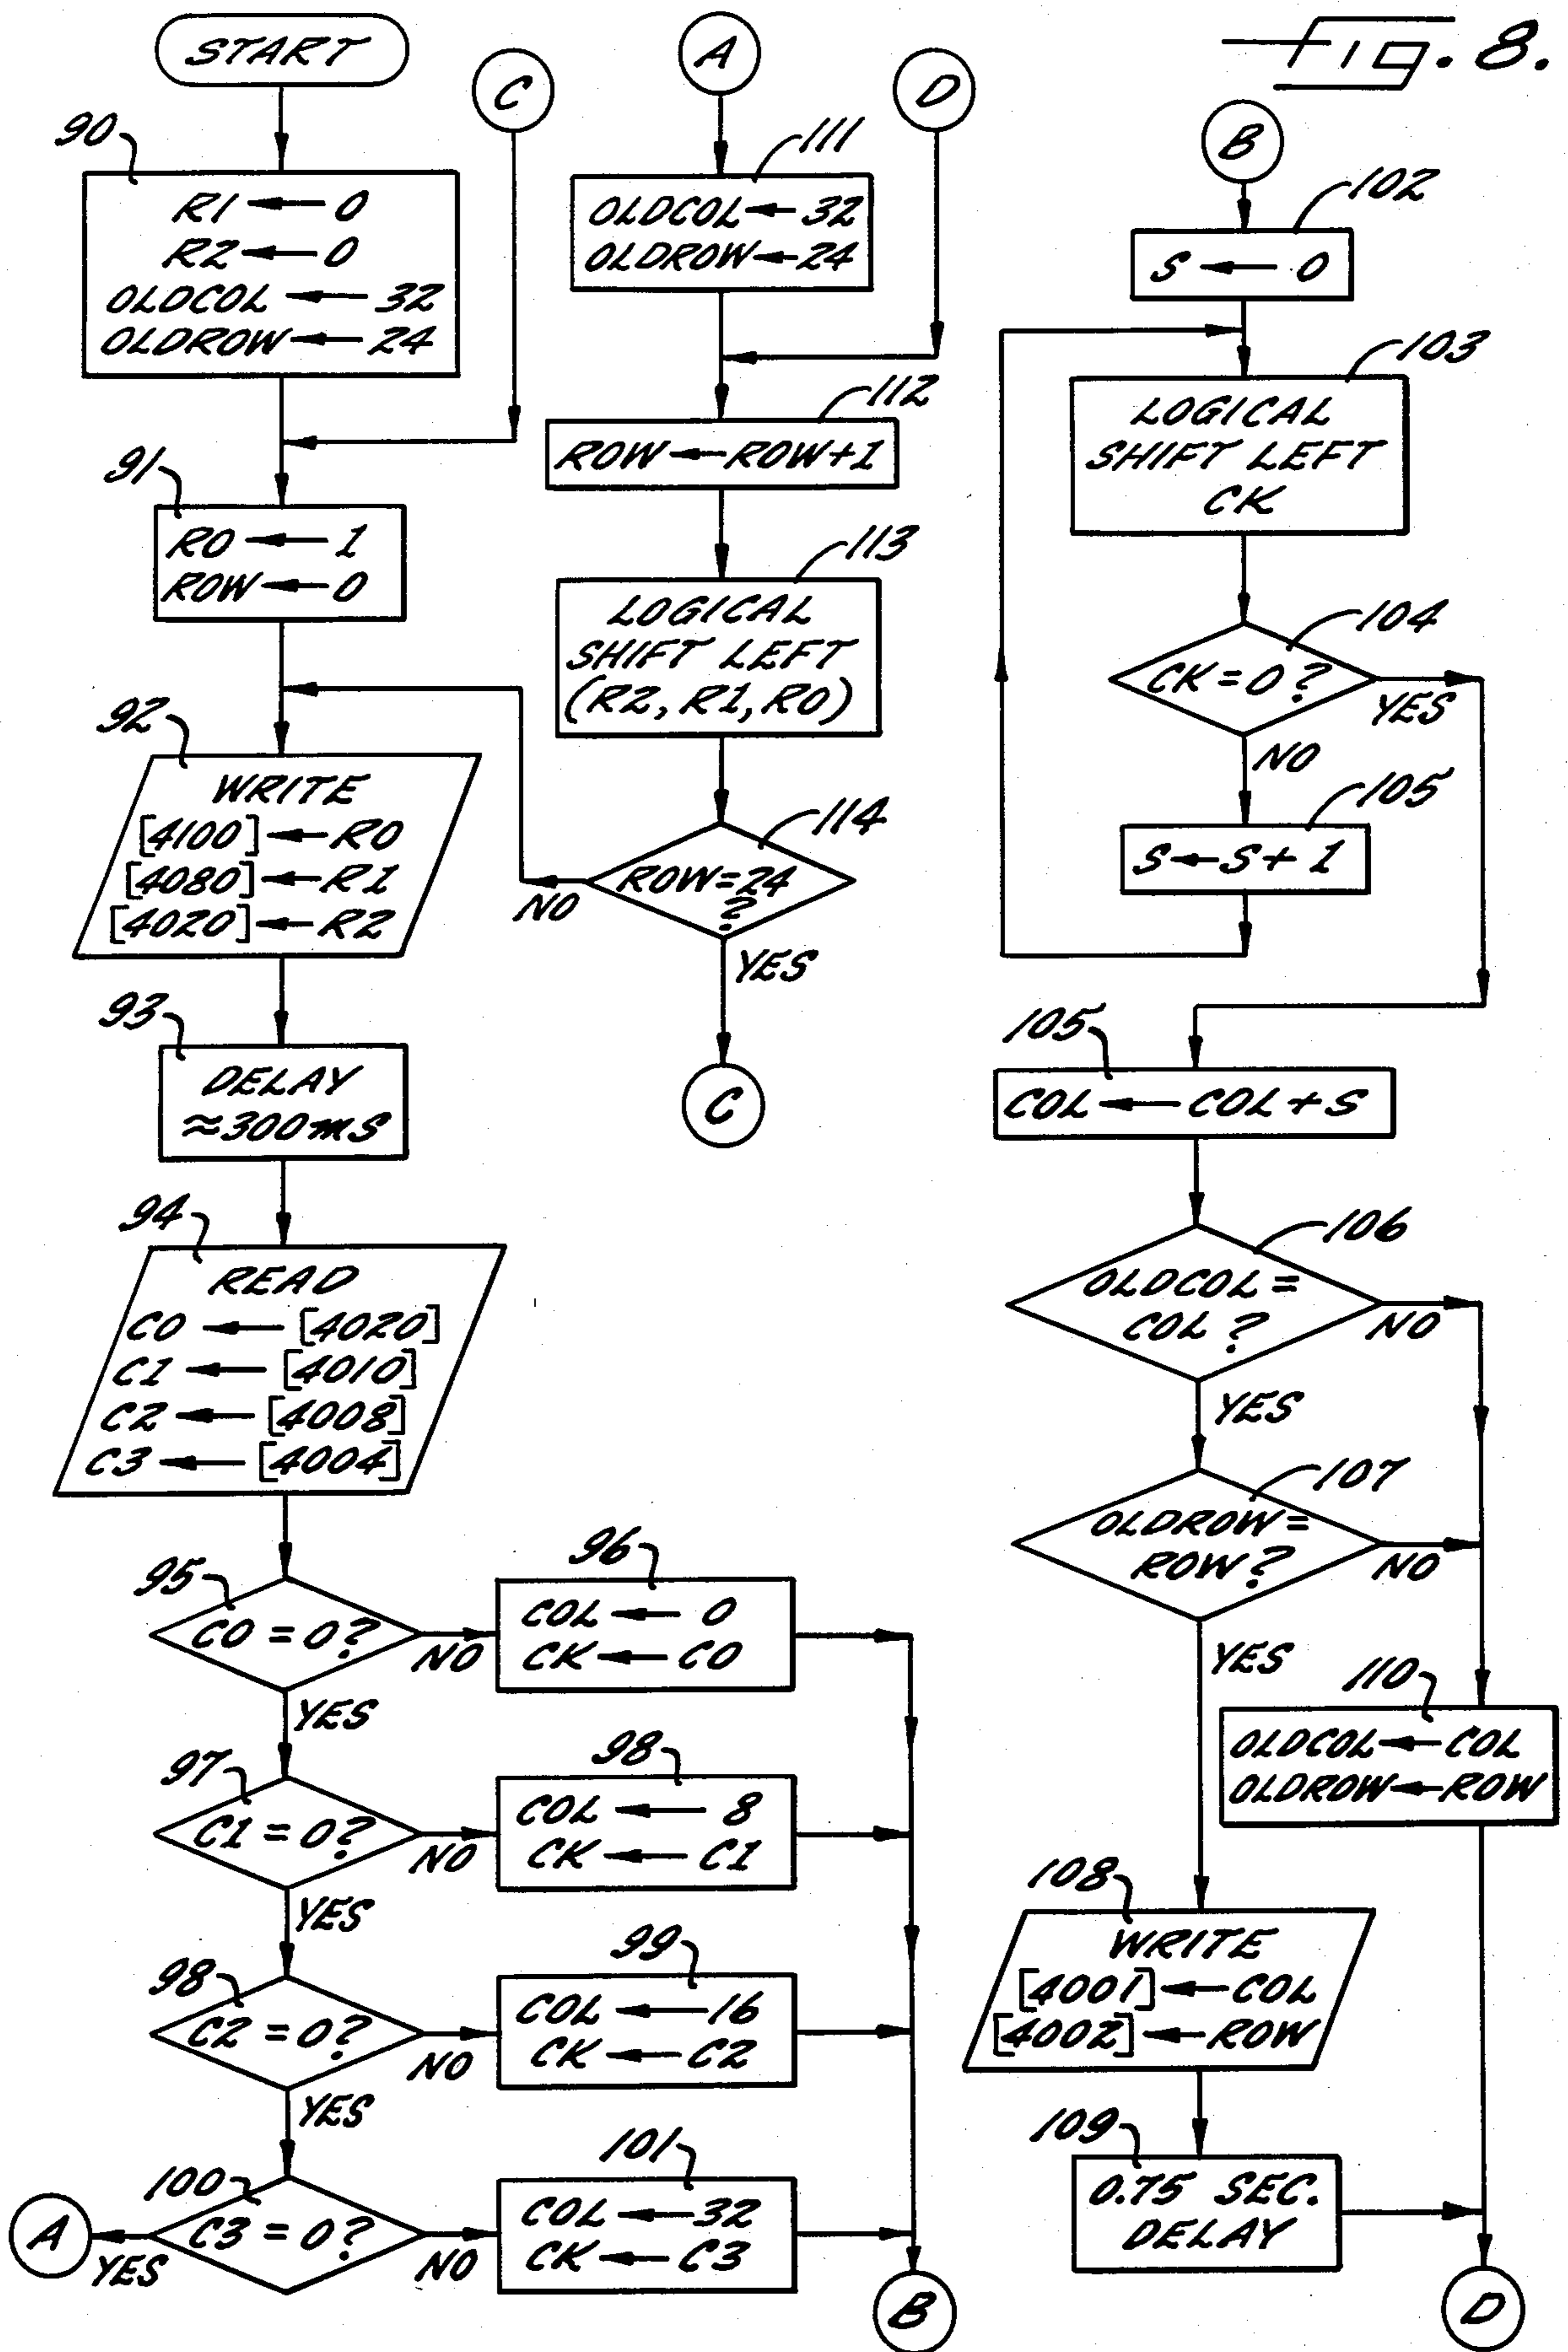 Fig. 8.
START
90
R1 ← 0
R2 ← 0
OLDCOL ← 32
OLDROW ← 24
C
91
R0 ← 1
ROW ← 0
92
WRITE
[4100] ← R0
[4080] ← R1
[4020] ← R2
93
DELAY
≈300mS
94
READ
C0 ← [4020]
C1 ← [4010]
C2 ← [4008]
C3 ← [4004]
95
C0 = 0?
NO
YES
96
COL ← 0
CK ← C0
97
C1 = 0?
NO
YES
98
COL ← 8
CK ← C1
98
C2 = 0?
NO
YES
99
COL ← 16
CK ← C2
100
C3 = 0?
NO
YES
A
101
COL ← 32
CK ← C3
B
A
D
111
OLDCOL ← 32
OLDROW ← 24
112
ROW ← ROW+1
113
LOGICAL
SHIFT LEFT
(R2, R1, R0)
114
ROW=24
?
NO
YES
C
B
102
S ← 0
103
LOGICAL
SHIFT LEFT
CK
104
CK = 0?
YES
NO
105
S ← S + 1
105
COL ← COL + S
106
OLDCOL =
COL ?
NO
YES
107
OLDROW =
ROW?
NO
YES
110
OLDCOL ← COL
OLDROW ← ROW
108
WRITE
[4001] ← COL
[4002] ← ROW
109
0.75 SEC.
DELAY
D